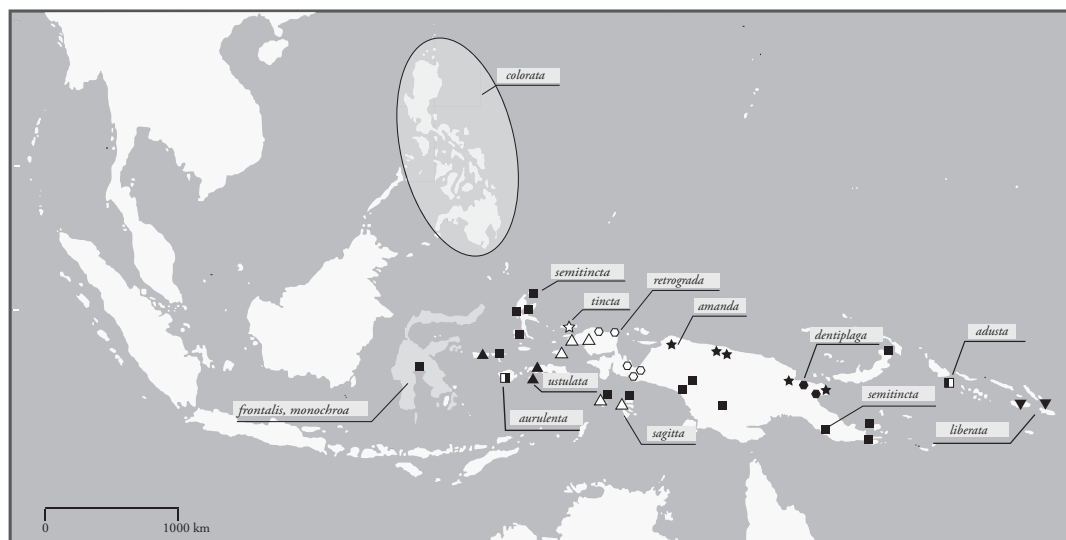 colorata
semitincta
retrograda
tincta
amanda
dentiplaga
adusta
ustulata
semitincta
frontalis, monochroa
aurulenta
sagitta
liberata
0 1000 km